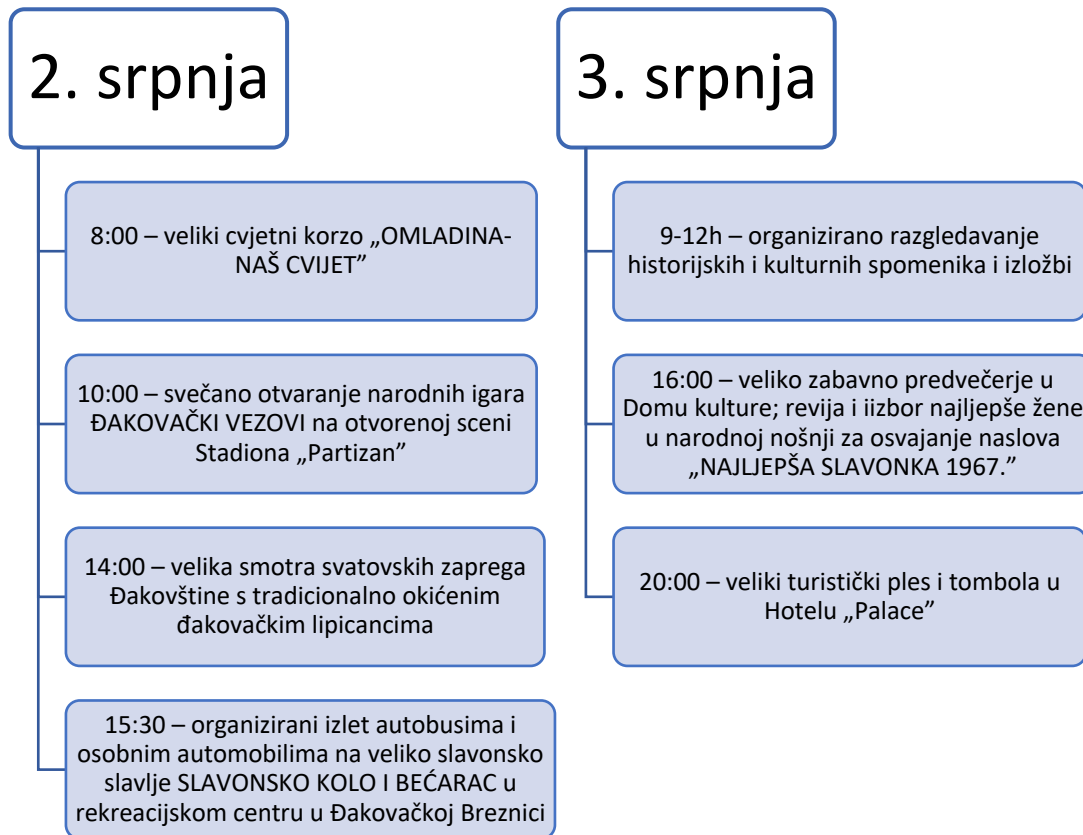 2. srpnja
8:00 – veliki cvjetni korzo „OMLADINA-
NAŠ CVIJET”
10:00 – svečano otvaranje narodnih igara
ĐAKOVAČKI VEZOVI na otvorenoj sceni
Stadiona „Partizan”
14:00 – velika smotra svatovskih zaprega
Đakovštine s tradicionalno okićenim
đakovačkim lipicancima
15:30 – organizirani izlet autobusima i
osobnim automobilima na veliko slavonsko
slavlje SLAVONSKO KOLO I BEĆARAC u
rekreacijskom centru u Đakovačkoj Breznici
3. srpnja
9-12h – organizirano razgledavanje
historijskih i kulturnih spomenika i izložbi
16:00 – veliko zabavno predvečerje u
Domu kulture; revija i iizbor najljepše žene
u narodnoj nošnji za osvajanje naslova
„NAJLJEPŠA SLAVONKA 1967.”
20:00 – veliki turistički ples i tombola u
Hotelu „Palace”